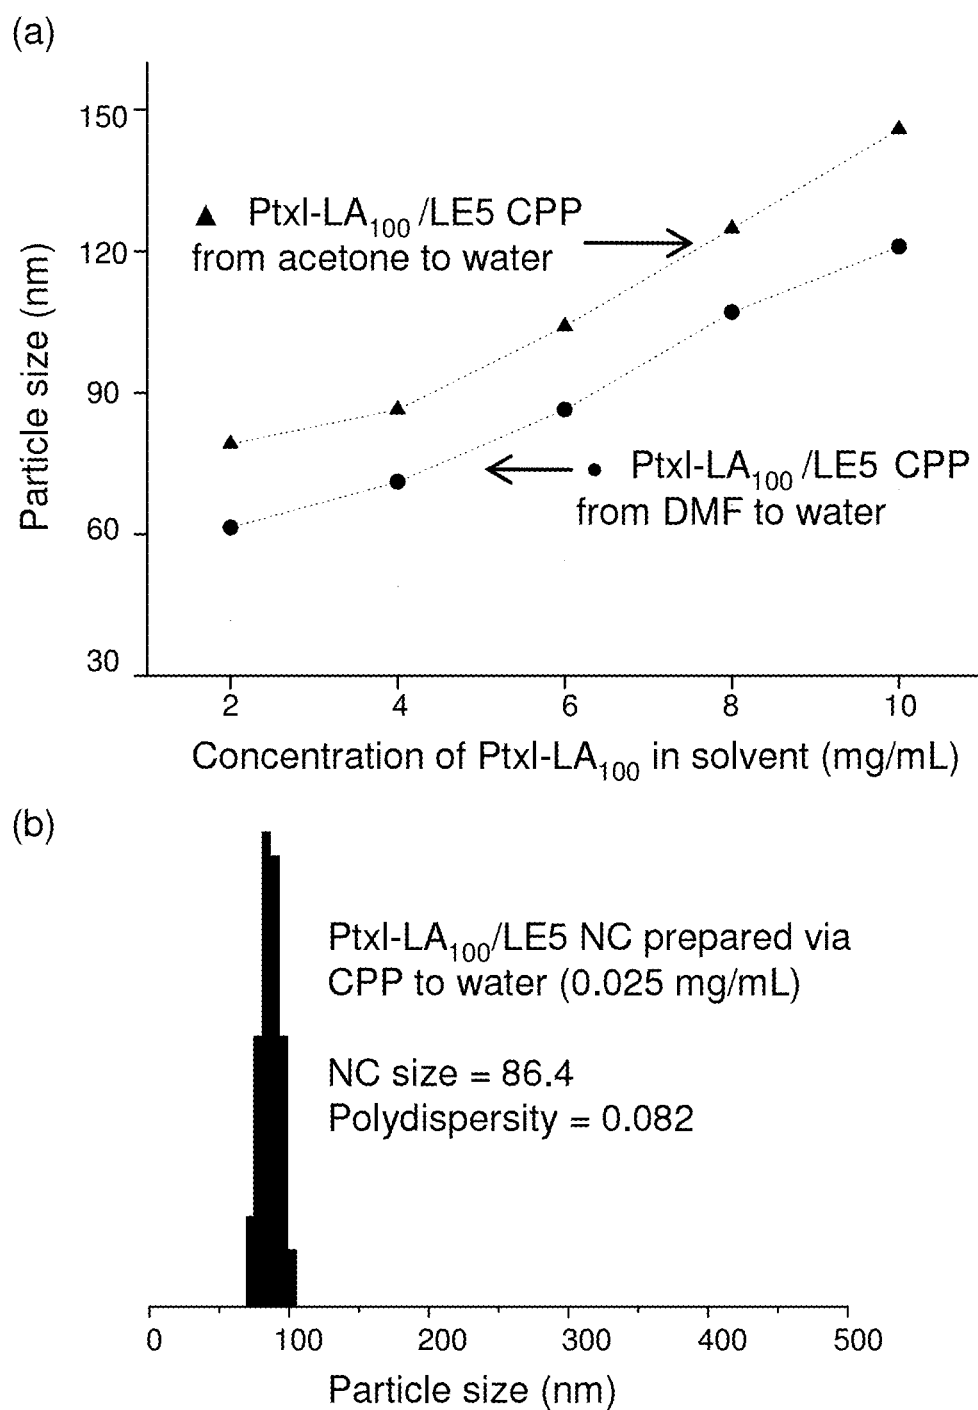 (a)
150
120
90
60
30
▲ Ptxl-LA100 /LE5 CPP
from acetone to water
● Ptxl-LA100 /LE5 CPP
from DMF to water
Particle size (nm)
2 4 6 8 10
Concentration of Ptxl-LA100 in solvent (mg/mL)
(b)
Ptxl-LA100/LE5 NC prepared via
CPP to water (0.025 mg/mL)
NC size = 86.4
Polydispersity = 0.082
0 100 200 300 400 500
Particle size (nm)